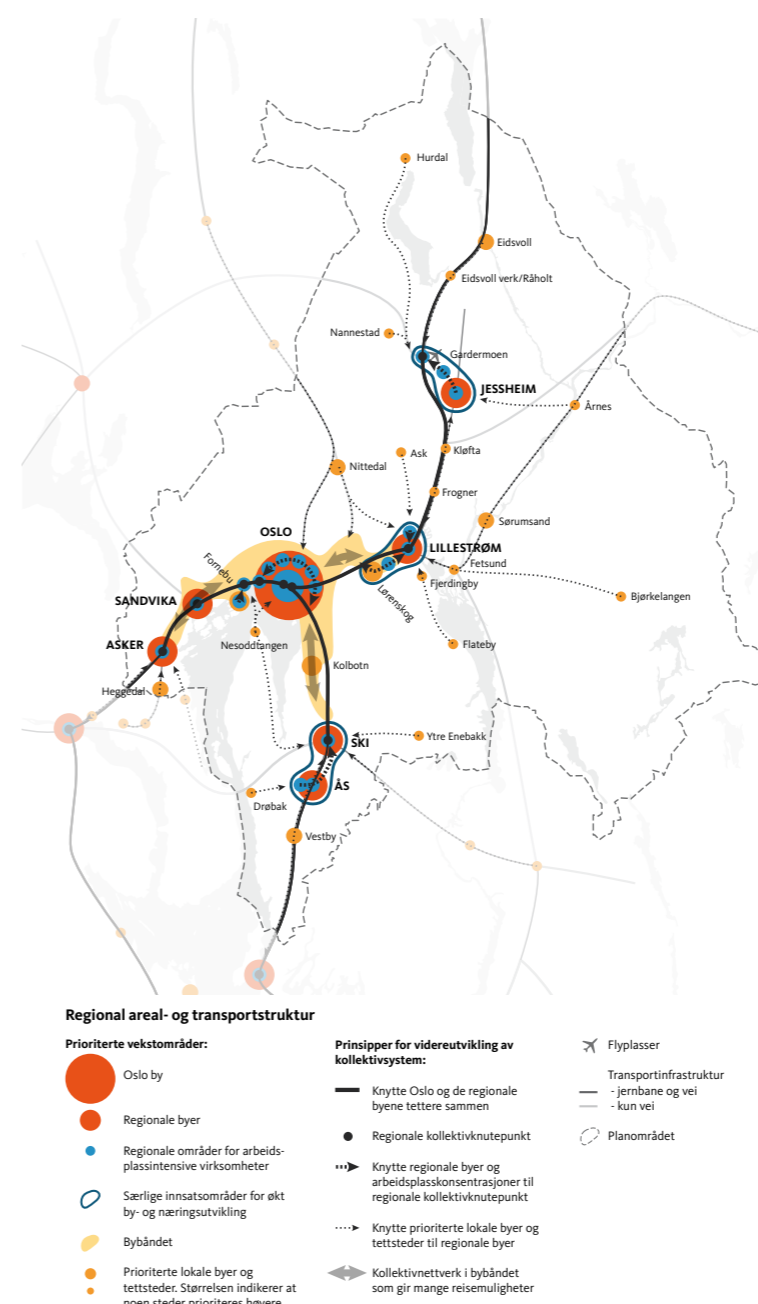 Hurdal
Eidsvoll
Eidsvoll verk/Råholt
Nannestad
Gardermoen
JESSHEIM
Årnes
Ask
Kløfta
Nittedal
Frogner
Sørumsand
OSLO
LILLESTRØM
Fornebu
Fetsund
Fjerdingby
Bjørkelangen
Lørenskog
SANDVIKA
ASKER
Nesoddtangen
Flateby
Kolbotn
Heggedal
Ytre Enebakk
SKI
ÅS
Drøbak
Vestby
Regional areal- og transportstruktur
Prioriterte vekstområder:
Oslo by
Regionale byer
Regionale områder for arbeids-
plassintensive virksomheter
Særlige innsatsområder for økt
by- og næringsutvikling
Bybåndet
Prioriterte lokale byer og
tettsteder. Størrelsen indikerer at
noen steder prioriteres høyere
Prinsipper for videreutvikling av
kollektivsystem:
Knytte Oslo og de regionale
byene tettere sammen
Regionale kollektivknutepunkt
Knytte regionale byer og
arbeidsplasskonsentrasjoner til
regionale kollektivknutepunkt
Knytte prioriterte lokale byer og
tettsteder til regionale byer
Kollektivnettverk i bybåndet
som gir mange reisemuligheter
Flyplasser
Transportinfrastruktur
- jernbane og vei
- kun vei
Planområdet